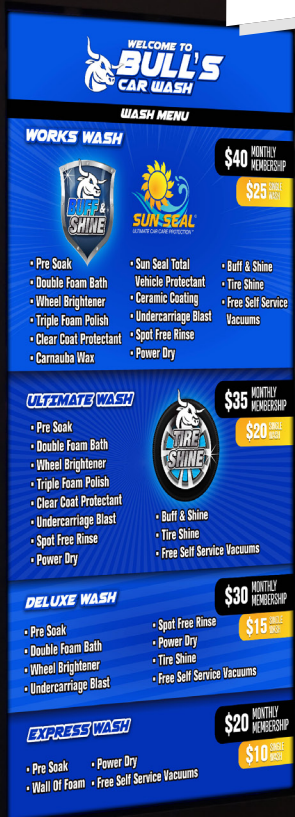 WELCOME TO
BULL'S
CAR WASH
WASH MENU
WORKS WASH
$40 MONTHLY
MEMBERSHIP
$25 SINGLE
WASH
BUFF &
SHINE
SUN SEAL
ULTIMATE CAR CARE PROTECTION
• Pre Soak
• Double Foam Bath
• Wheel Brightener
• Triple Foam Polish
• Clear Coat Protectant
• Carnauba Wax
• Sun Seal Total
Vehicle Protectant
• Ceramic Coating
• Undercarriage Blast
• Spot Free Rinse
• Power Dry
• Buff & Shine
• Tire Shine
• Free Self Service
Vacuums
ULTIMATE WASH
$35 MONTHLY
MEMBERSHIP
$20 SINGLE
WASH
• Pre Soak
• Double Foam Bath
• Wheel Brightener
• Triple Foam Polish
• Clear Coat Protectant
• Undercarriage Blast
• Spot Free Rinse
• Power Dry
TIRE
SHINE
• Buff & Shine
• Tire Shine
• Free Self Service Vacuums
DELUXE WASH
$30 MONTHLY
MEMBERSHIP
$15 SINGLE
WASH
• Pre Soak
• Double Foam Bath
• Wheel Brightener
• Undercarriage Blast
• Spot Free Rinse
• Power Dry
• Tire Shine
• Free Self Service Vacuums
EXPRESS WASH
$20 MONTHLY
MEMBERSHIP
$10 SINGLE
WASH
• Pre Soak
• Wall Of Foam
• Power Dry
• Free Self Service Vacuums